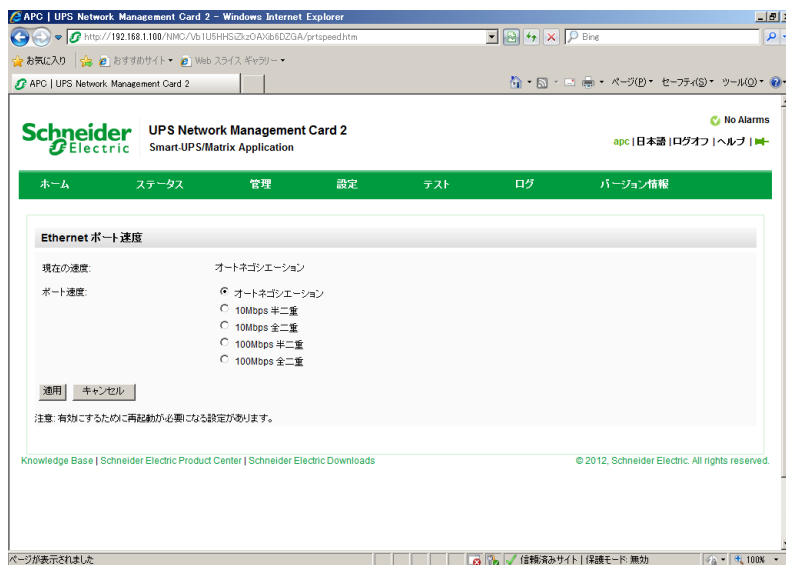 APC | UPS Network Management Card 2 - Windows Internet Explorer
http://192.168.1.100/NMC/Vb1U5HHSiZkzOAXb6DZGA/prtspeed.htm
Bing
お気に入り おすすめサイト Web スライス ギャラリー
APC | UPS Network Management Card 2
ページ(P) セーフティ(S) ツール(O)
No Alarms
Schneider Electric
UPS Network Management Card 2
Smart-UPS/Matrix Application
apc | 日本語 | ログオフ | ヘルプ |
ホーム ステータス 管理 設定 テスト ログ バージョン情報
Ethernet ポート速度
現在の速度: オートネゴシエーション
ポート速度: オートネゴシエーション
10Mbps 半二重
10Mbps 全二重
100Mbps 半二重
100Mbps 全二重
適用 キャンセル
注意: 有効にするために再起動が必要になる設定があります。
Knowledge Base | Schneider Electric Product Center | Schneider Electric Downloads
© 2012, Schneider Electric. All rights reserved.
ページが表示されました
信頼済みサイト | 保護モード: 無効
100%